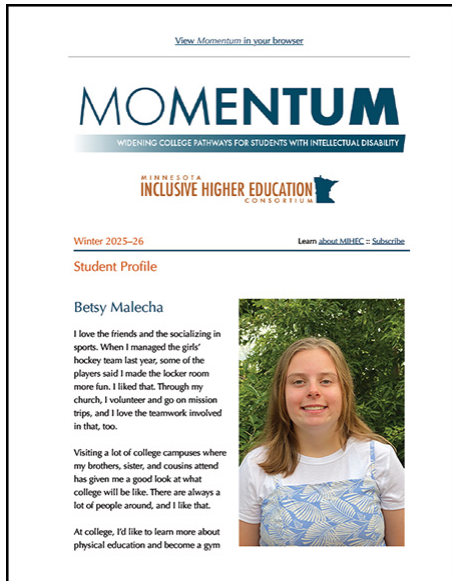 View Momentum in your browser
MOMENTUM
WIDENING COLLEGE PATHWAYS FOR STUDENTS WITH INTELLECTUAL DISABILITY
MINNESOTA
INCLUSIVE HIGHER EDUCATION
CONSORTIUM
Winter 2025–26 Learn about MIHEC :: Subscribe
Student Profile
Betsy Malecha
I love the friends and the socializing in
sports. When I managed the girls'
hockey team last year, some of the
players said I made the locker room
more fun. I liked that. Through my
church, I volunteer and go on mission
trips, and I love the teamwork involved
in that, too.
Visiting a lot of college campuses where
my brothers, sister, and cousins attend
has given me a good look at what
college will be like. There are always a
lot of people around, and I like that.
At college, I'd like to learn more about
physical education and become a gym